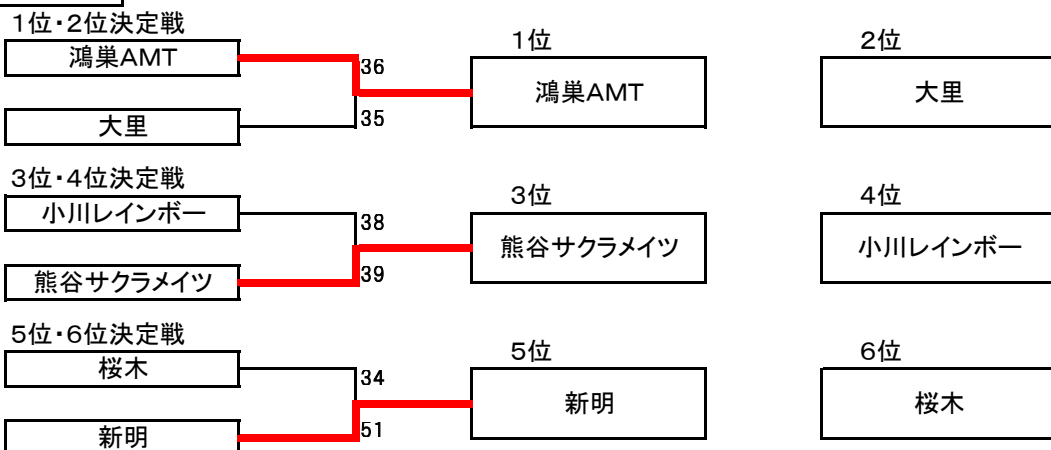 1位・2位決定戦
鴻巣AMT
36
1位
鴻巣AMT
2位
大里
大里
35
3位・4位決定戦
小川レインボー
38
3位
熊谷サクラメイツ
4位
小川レインボー
熊谷サクラメイツ
39
5位・6位決定戦
桜木
34
5位
新明
6位
桜木
新明
51